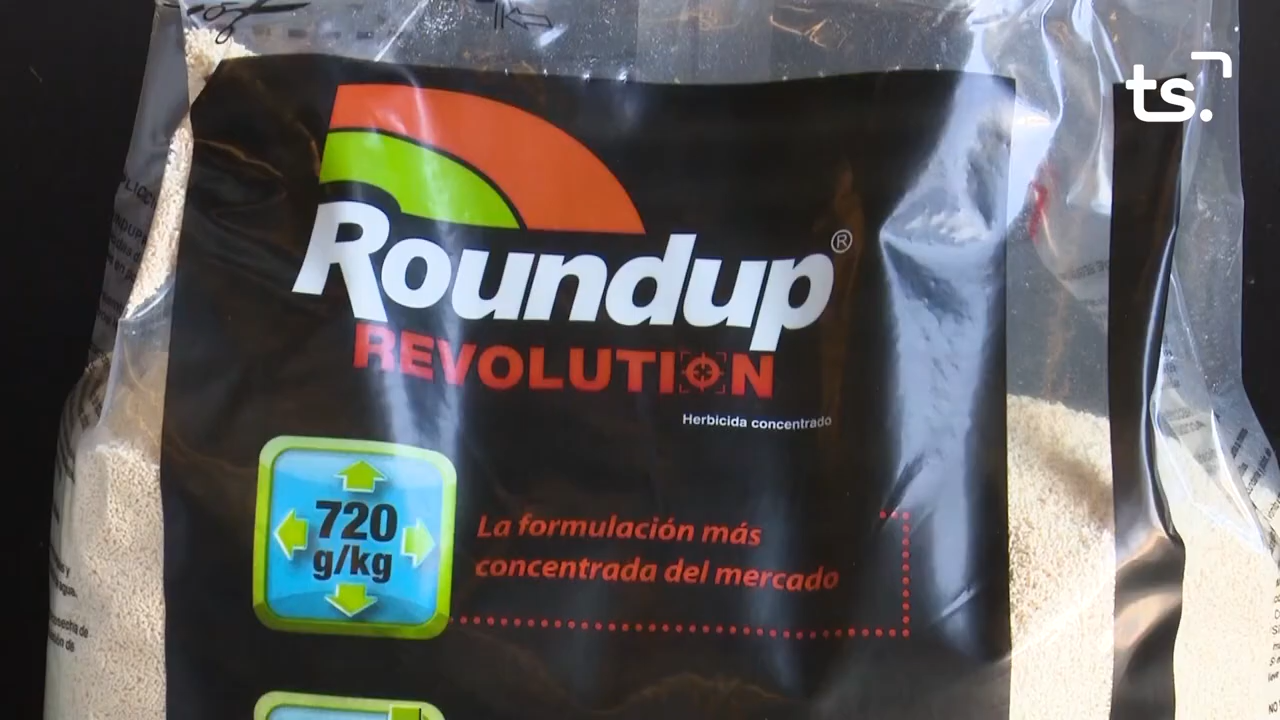 ts.
Roundup®
REVOLUTION
Herbicida concentrado
720
g/kg
La formulación más
concentrada del mercado